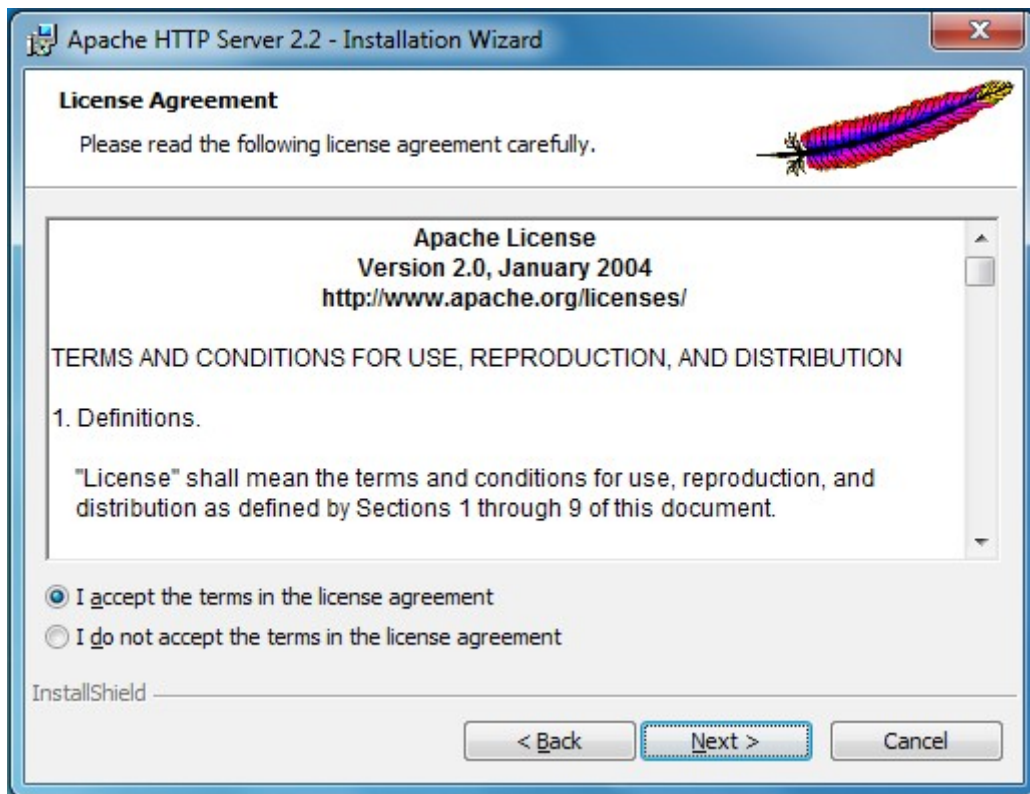 Apache HTTP Server 2.2 - Installation Wizard
License Agreement
Please read the following license agreement carefully.
Apache License
Version 2.0, January 2004
http://www.apache.org/licenses/
TERMS AND CONDITIONS FOR USE, REPRODUCTION, AND DISTRIBUTION
1. Definitions.
"License" shall mean the terms and conditions for use, reproduction, and
distribution as defined by Sections 1 through 9 of this document.
I accept the terms in the license agreement
I do not accept the terms in the license agreement
InstallShield
< Back Next > Cancel